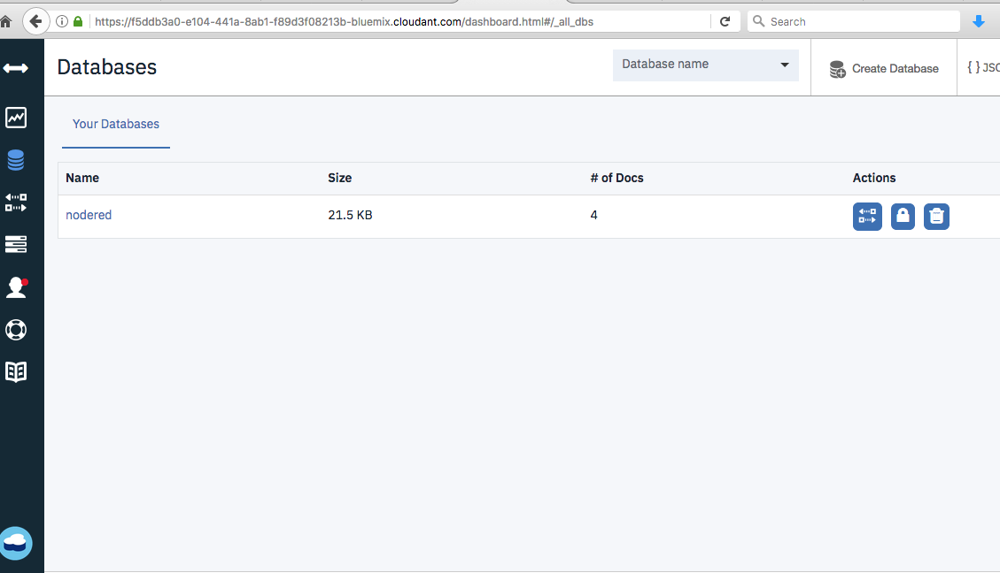 https://f5ddb3a0-e104-441a-8ab1-f89d3f08213b-bluemix.cloudant.com/dashboard.html#/_all_dbs
Search
Databases
Database name
Create Database
{ } JSO
Your Databases
Name Size # of Docs Actions
nodered 21.5 KB 4